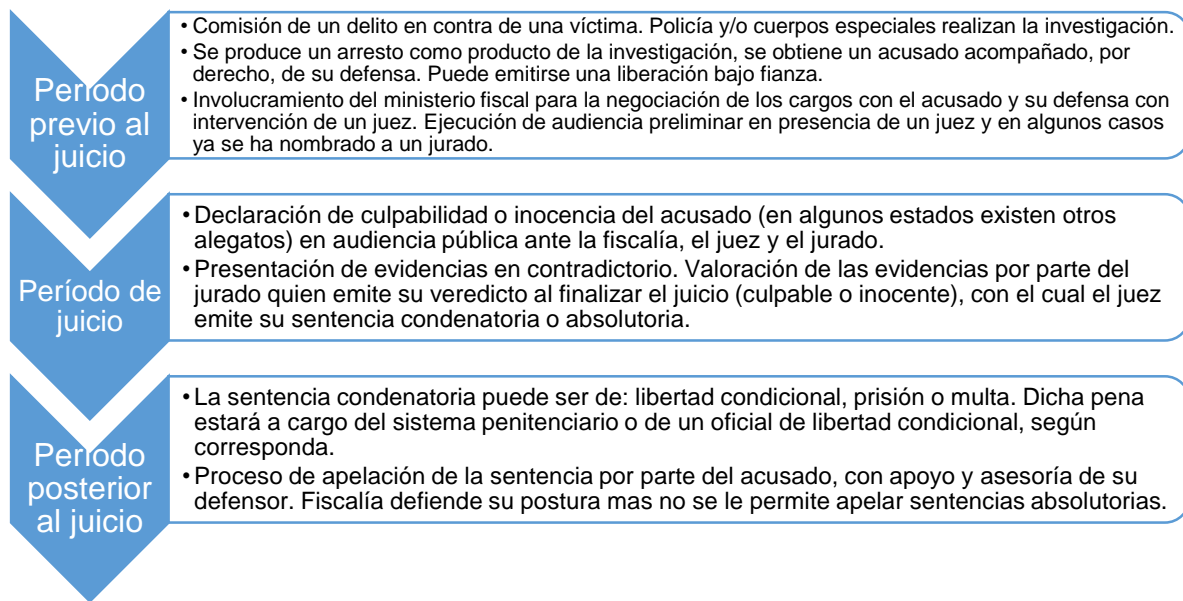 Período
previo al
juicio
• Comisión de un delito en contra de una víctima. Policía y/o cuerpos especiales realizan la investigación.
• Se produce un arresto como producto de la investigación, se obtiene un acusado acompañado, por
derecho, de su defensa. Puede emitirse una liberación bajo fianza.
• Involucramiento del ministerio fiscal para la negociación de los cargos con el acusado y su defensa con
intervención de un juez. Ejecución de audiencia preliminar en presencia de un juez y en algunos casos
ya se ha nombrado a un jurado.
Período de
juicio
• Declaración de culpabilidad o inocencia del acusado (en algunos estados existen otros
alegatos) en audiencia pública ante la fiscalía, el juez y el jurado.
• Presentación de evidencias en contradictorio. Valoración de las evidencias por parte del
jurado quien emite su veredicto al finalizar el juicio (culpable o inocente), con el cual el juez
emite su sentencia condenatoria o absolutoria.
Período
posterior
al juicio
• La sentencia condenatoria puede ser de: libertad condicional, prisión o multa. Dicha pena
estará a cargo del sistema penitenciario o de un oficial de libertad condicional, según
corresponda.
• Proceso de apelación de la sentencia por parte del acusado, con apoyo y asesoría de su
defensor. Fiscalía defiende su postura mas no se le permite apelar sentencias absolutorias.